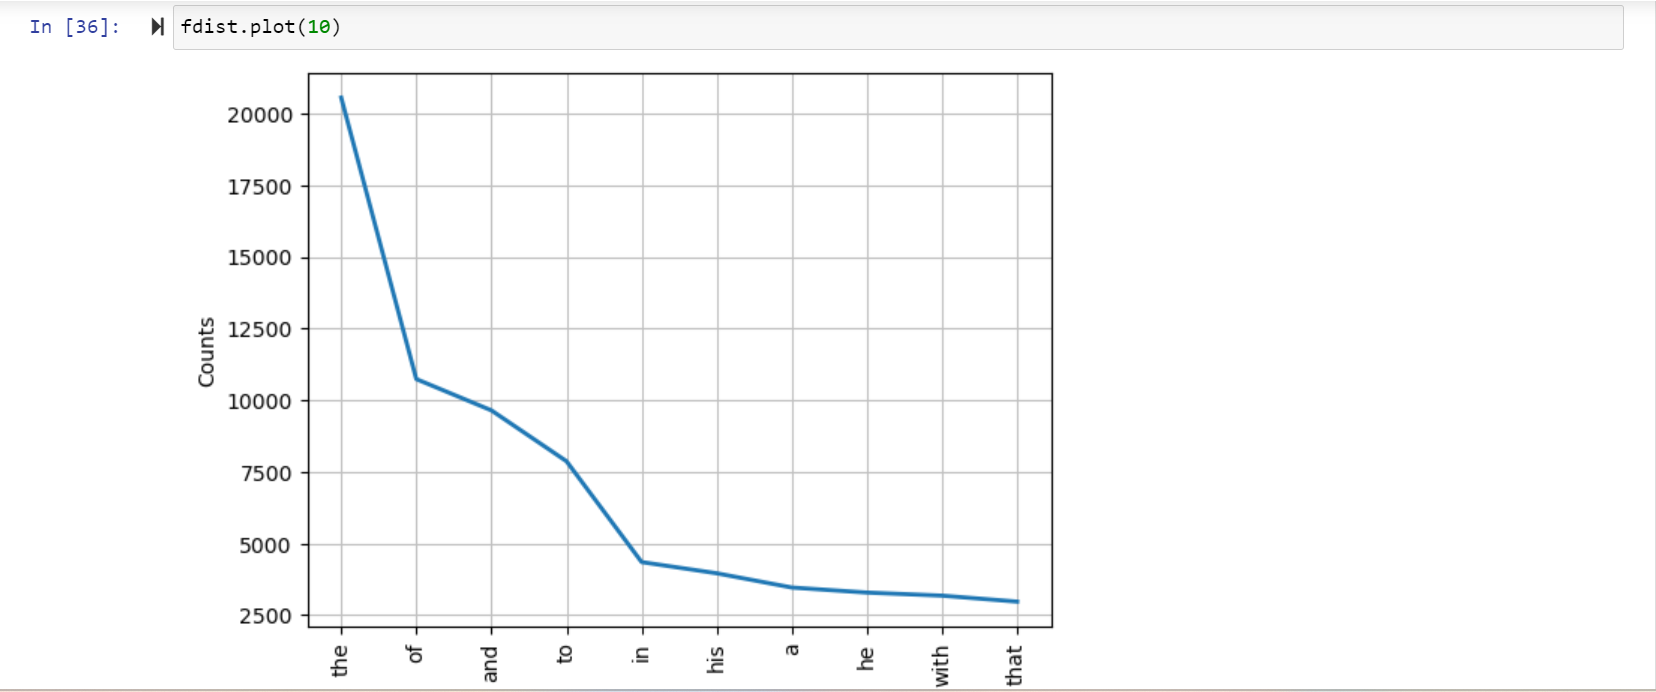 In [36]: fdist.plot(10)
20000
17500
15000
12500
10000
7500
5000
2500
Counts
the of and to in his a he with that